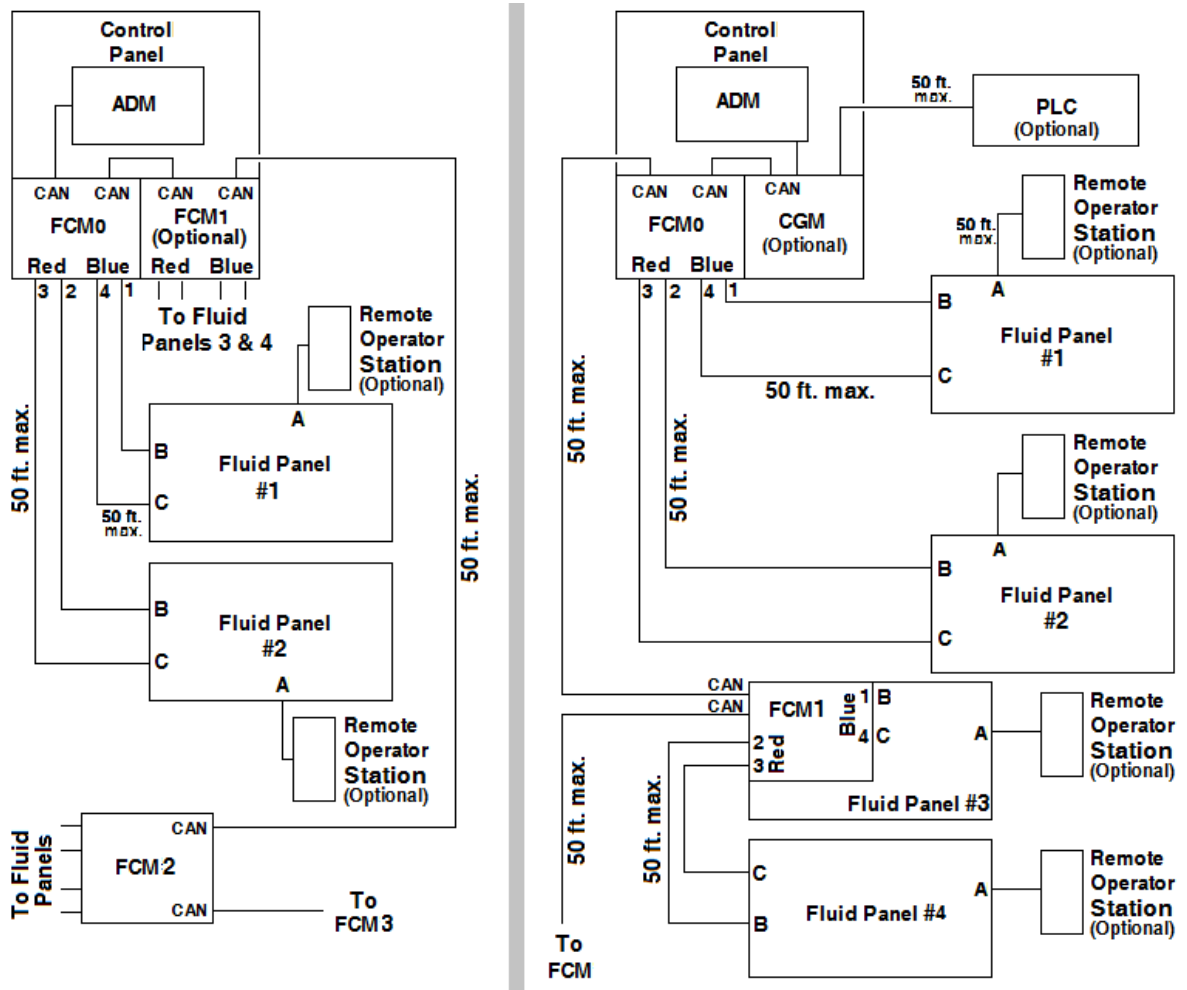 Control
Panel
ADM
CAN CAN CAN CAN
FCM0
FCM1
(Optional)
Red Blue Red Blue
3 2 4 1
To Fluid
Panels 3 & 4
Remote
Operator
Station
(Optional)
A
B
Fluid Panel
#1
C
50 ft.
max.
50 ft. max.
50 ft. max.
B
Fluid Panel
#2
C
A
Remote
Operator
Station
(Optional)
To Fluid
Panels
CAN
FCM2
CAN
To
FCM3
Control
Panel
ADM
50 ft.
max.
PLC
(Optional)
CAN CAN CAN
FCM0
CGM
(Optional)
Red Blue
3 2 4 1
50 ft.
max.
Remote
Operator
Station
(Optional)
A
B
Fluid Panel
#1
C
50 ft. max.
50 ft. max.
50 ft. max.
Remote
Operator
Station
(Optional)
A
B
Fluid Panel
#2
C
CAN
CAN
FCM1
Blue
1 B
4 C
2
3
Red
A
Fluid Panel #3
Remote
Operator
Station
(Optional)
50 ft. max.
50 ft. max.
C
A
Fluid Panel #4
B
Remote
Operator
Station
(Optional)
To
FCM